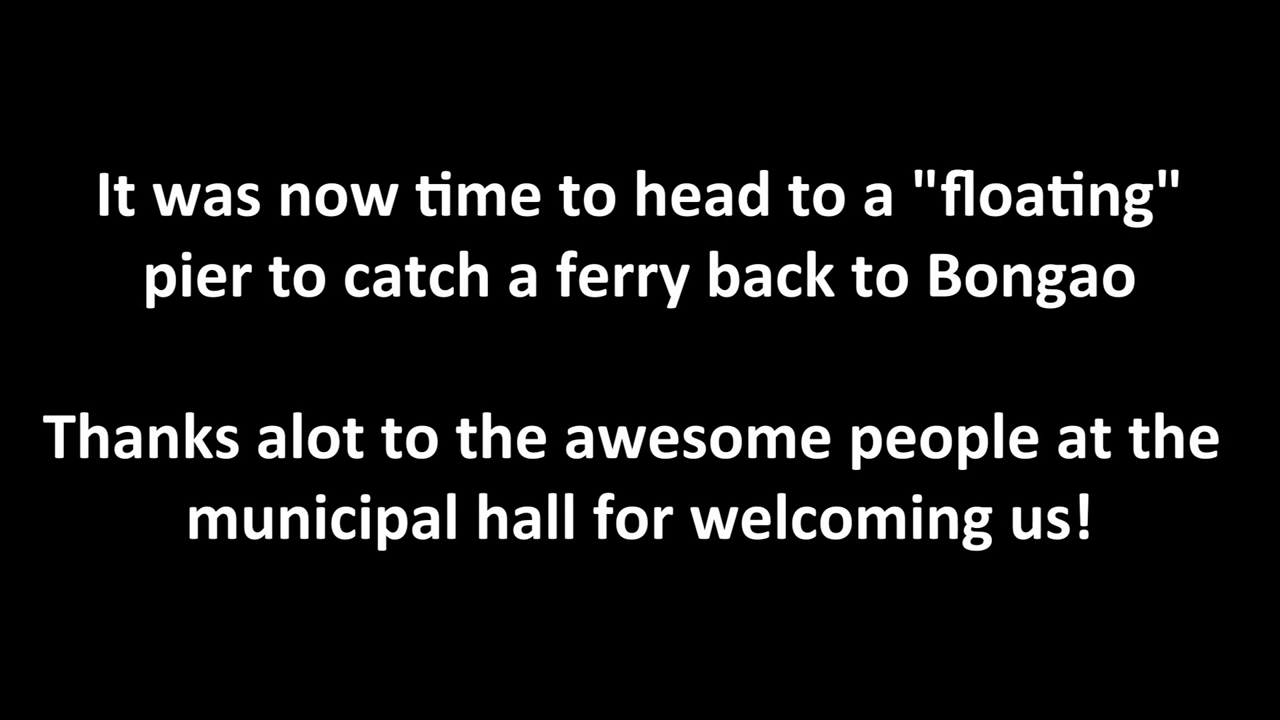 It was now time to head to a "floating"
pier to catch a ferry back to Bongao
Thanks alot to the awesome people at the
municipal hall for welcoming us!